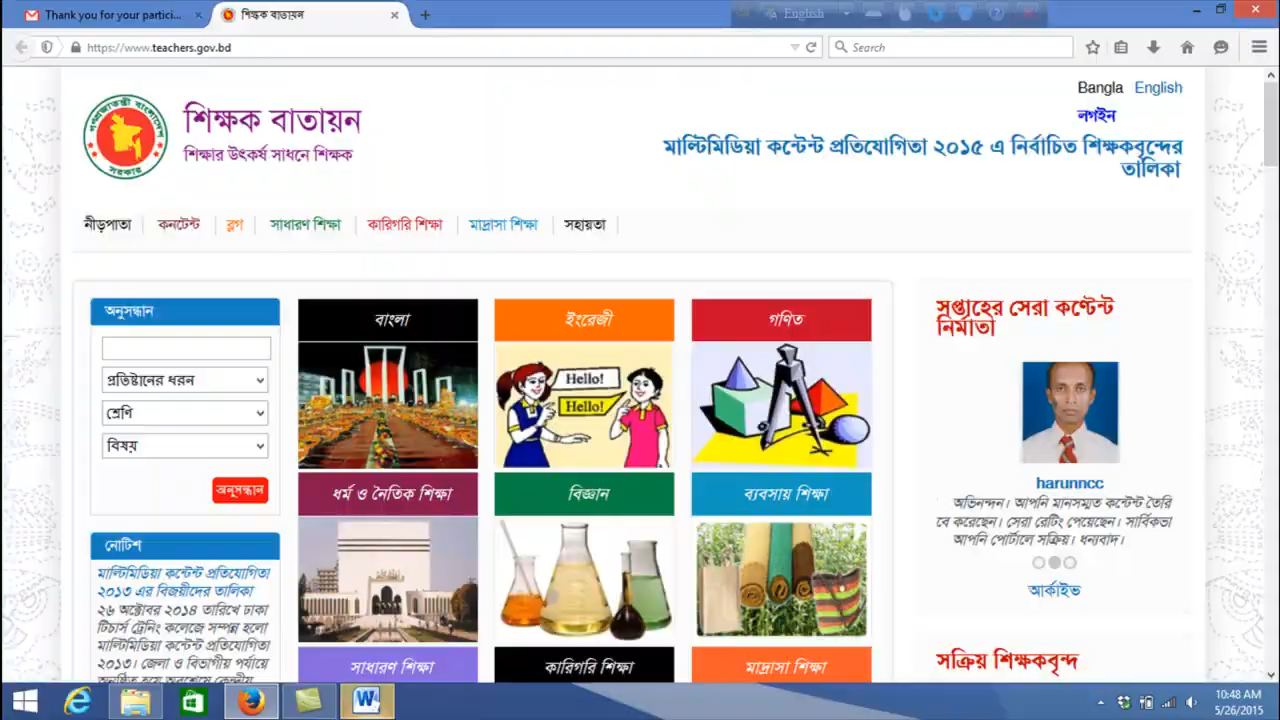 Thank you for your partici...
শিক্ষক বাতায়ন
English
https://www.teachers.gov.bd
Search
Bangla English
লগইন
শিক্ষক বাতায়ন
শিক্ষার উৎকর্ষ সাধনে শিক্ষক
মাল্টিমিডিয়া কন্টেন্ট প্রতিযোগিতা ২০১৫ এ নির্বাচিত শিক্ষকবৃন্দের
তালিকা
নীড়পাতা
কনটেন্ট
ব্লগ
সাধারণ শিক্ষা
কারিগরি শিক্ষা
মাদ্রাসা শিক্ষা
সহায়তা
অনুসন্ধান
প্রতিষ্টানের ধরন
শ্রেণি
বিষয়
অনুসন্ধান
নোটিশ
মাল্টিমিডিয়া কন্টেন্ট প্রতিযোগিতা
২০১৩ এর বিজয়ীদের তালিকা
২৬ অক্টোবর ২০১৪ তারিখে ঢাকা
টিচার্স ট্রেনিং কলেজে সম্পন্ন হলো
মাল্টিমিডিয়া কন্টেন্ট প্রতিযোগিতা
২০১৩। জেলা ও বিভাগীয় পর্যায়ে
বাংলা
ইংরেজী
Hello!
Hello!
গণিত
ধর্ম ও নৈতিক শিক্ষা
বিজ্ঞান
ব্যবসায় শিক্ষা
সাধারণ শিক্ষা
কারিগরি শিক্ষা
মাদ্রাসা শিক্ষা
সপ্তাহের সেরা কণ্টেন্ট
নির্মাতা
harunncc
অভিনন্দন। আপনি মানসম্মত কন্টেন্ট তৈরি
বে করেছেন। সেরা রেটিং পেয়েছেন। সার্বিকভা
আপনি পোর্টালে সক্রিয়। ধন্যবাদ।
আর্কাইভ
সক্রিয় শিক্ষকবৃন্দ
10:48 AM
5/26/2015